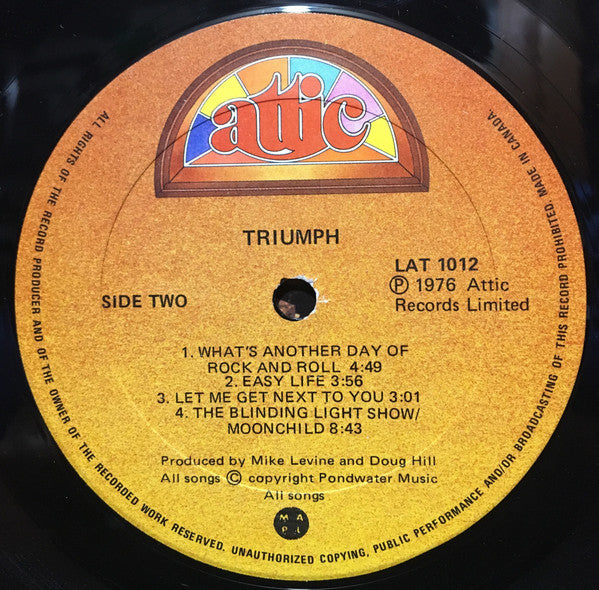 attic
TRIUMPH
SIDE TWO
LAT 1012
Ⓟ 1976 Attic
Records Limited
1. WHAT'S ANOTHER DAY OF
ROCK AND ROLL 4:49
2. EASY LIFE 3:56
3. LET ME GET NEXT TO YOU 3:01
4. THE BLINDING LIGHT SHOW/
MOONCHILD 8:43
Produced by Mike Levine and Doug Hill
All songs © copyright Pondwater Music
All songs
M A
P L
ALL RIGHTS OF THE RECORD PRODUCER AND OF THE OWNER OF THE RECORDED WORK RESERVED. UNAUTHORIZED COPYING, PUBLIC PERFORMANCE AND/OR BROADCASTING OF THIS RECORD PROHIBITED. MADE IN CANADA.